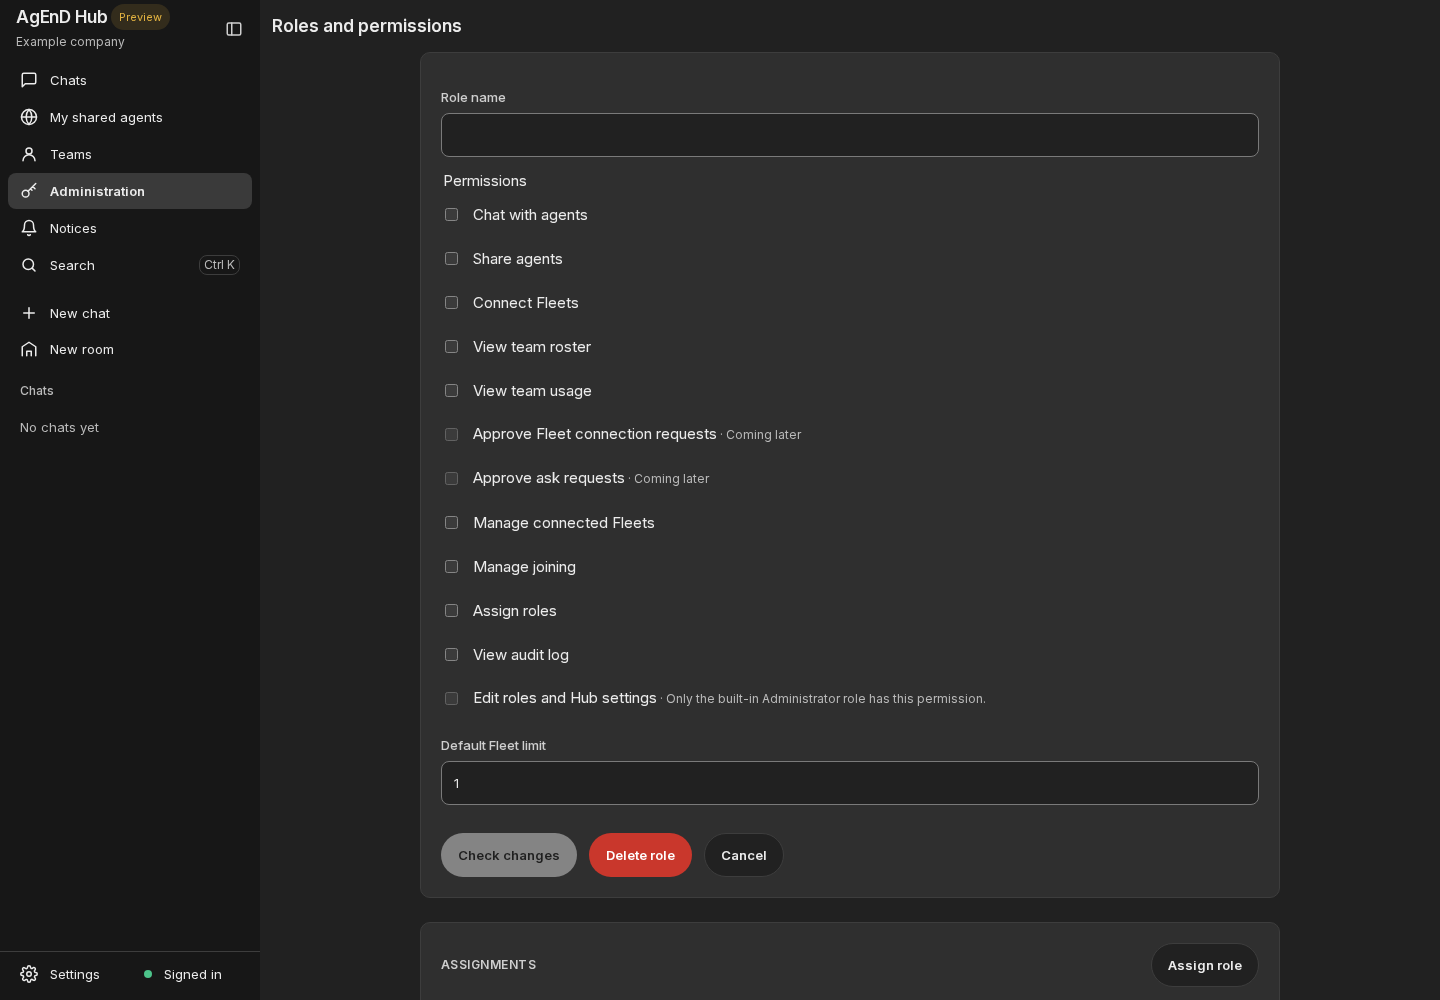 AgEnD Hub Preview
Example company
Chats
My shared agents
Teams
Administration
Notices
Search Ctrl K
New chat
New room
Chats
No chats yet
Settings Signed in
Roles and permissions
Role name
Permissions
Chat with agents
Share agents
Connect Fleets
View team roster
View team usage
Approve Fleet connection requests · Coming later
Approve ask requests · Coming later
Manage connected Fleets
Manage joining
Assign roles
View audit log
Edit roles and Hub settings · Only the built-in Administrator role has this permission.
Default Fleet limit
1
Check changes Delete role Cancel
ASSIGNMENTS Assign role